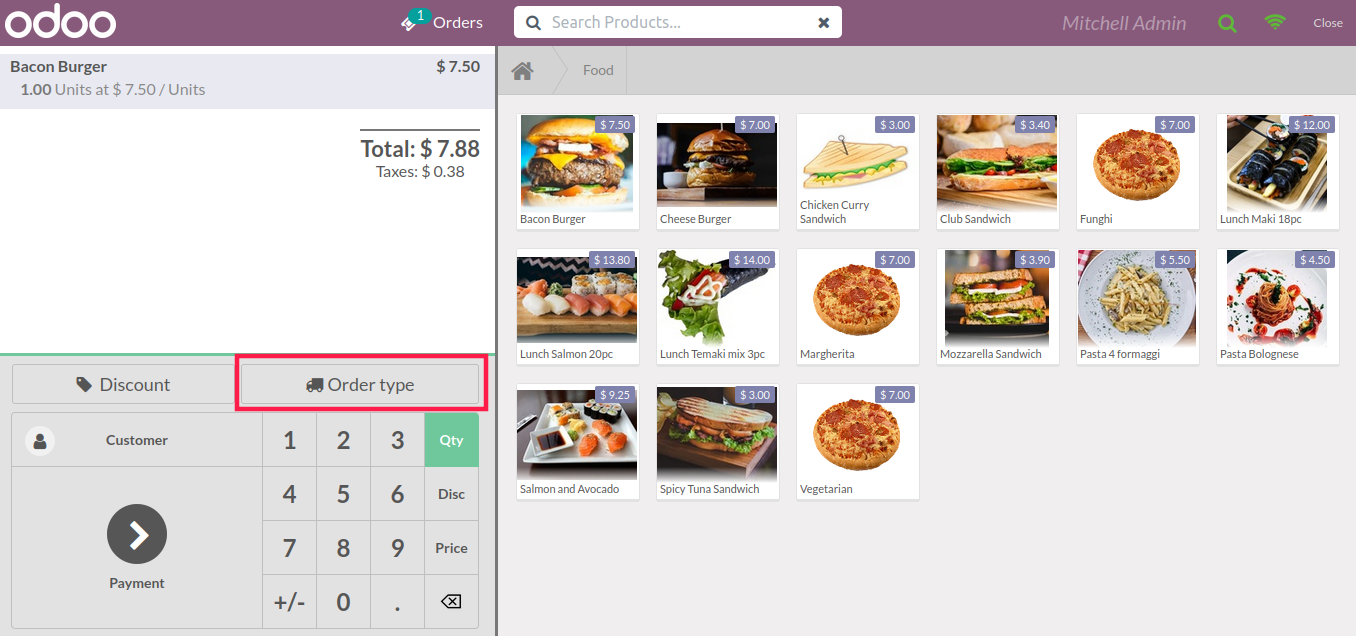 odoo
1
Orders
Search Products...
Mitchell Admin
Close
Bacon Burger $ 7.50
1.00 Units at $ 7.50 / Units
Total: $ 7.88
Taxes: $ 0.38
Discount
Order type
Customer
1 2 3 Qty
4 5 6 Disc
7 8 9 Price
+/- 0 .
Payment
Food
$ 7.50
Bacon Burger
$ 7.00
Cheese Burger
$ 3.00
Chicken Curry
Sandwich
$ 3.40
Club Sandwich
$ 7.00
Funghi
$ 12.00
Lunch Maki 18pc
$ 13.80
Lunch Salmon 20pc
$ 14.00
Lunch Temaki mix 3pc
$ 7.00
Margherita
$ 3.90
Mozzarella Sandwich
$ 5.50
Pasta 4 formaggi
$ 4.50
Pasta Bolognese
$ 9.25
Salmon and Avocado
$ 3.00
Spicy Tuna Sandwich
$ 7.00
Vegetarian